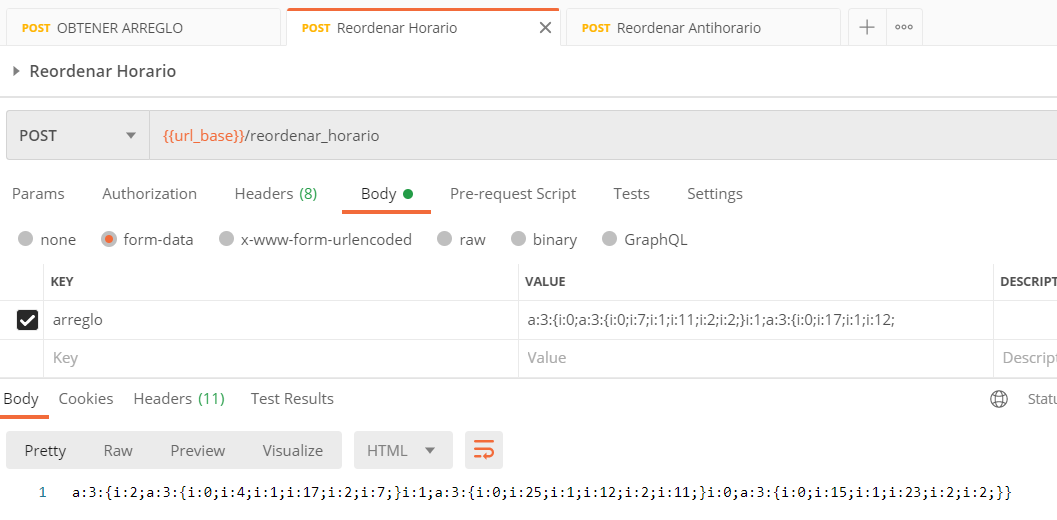 POST OBTENER ARREGLO POST Reordenar Horario POST Reordenar Antihorario
Reordenar Horario
POST {{url_base}}/reordenar_horario
Params Authorization Headers (8) Body Pre-request Script Tests Settings
none form-data x-www-form-urlencoded raw binary GraphQL
KEY VALUE DESCRIPT
arreglo a:3:{i:0;a:3:{i:0;i:7;i:1;i:11;i:2;i:2;}i:1;a:3:{i:0;i:17;i:1;i:12;
Key Value Descript
Body Cookies Headers (11) Test Results Statu
Pretty Raw Preview Visualize HTML
1 a:3:{i:2;a:3:{i:0;i:4;i:1;i:17;i:2;i:7;}i:1;a:3:{i:0;i:25;i:1;i:12;i:2;i:11;}i:0;a:3:{i:0;i:15;i:1;i:23;i:2;i:2;}}